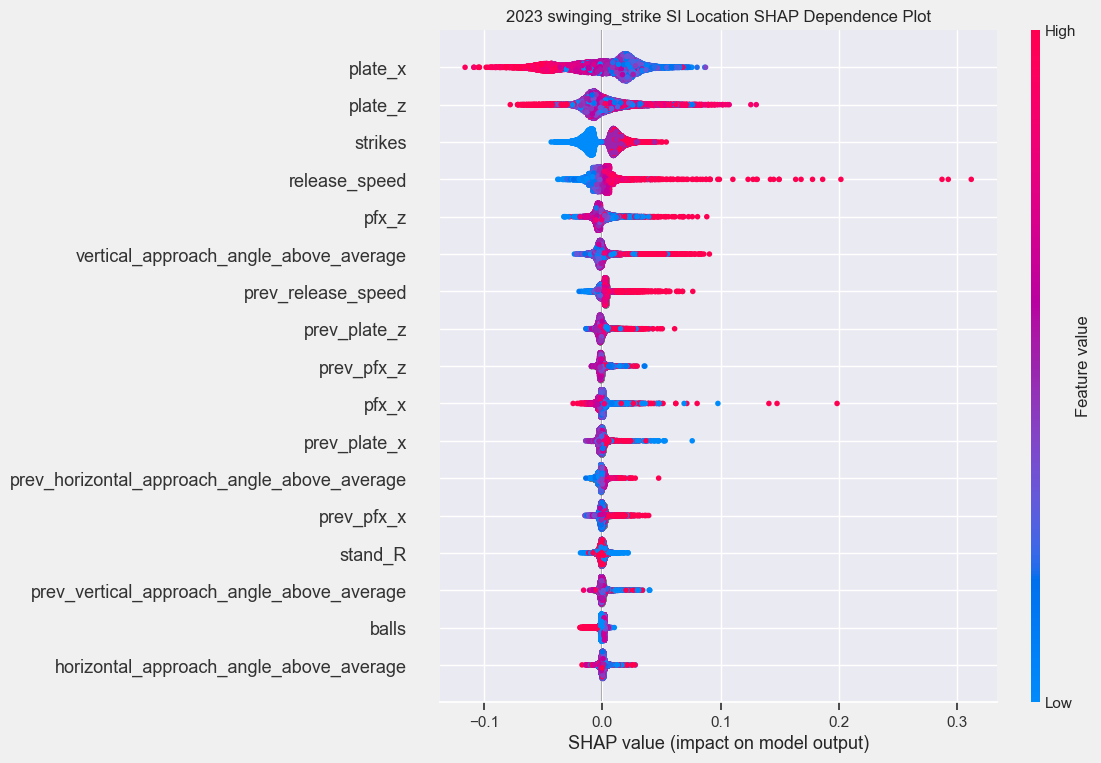 2023 swinging_strike SI Location SHAP Dependence Plot
High
plate_x
plate_z
strikes
release_speed
pfx_z
vertical_approach_angle_above_average
prev_release_speed
prev_plate_z
prev_pfx_z
pfx_x
prev_plate_x
prev_horizontal_approach_angle_above_average
prev_pfx_x
stand_R
prev_vertical_approach_angle_above_average
balls
horizontal_approach_angle_above_average
Feature value
Low
−0.1 0.0 0.1 0.2 0.3
SHAP value (impact on model output)